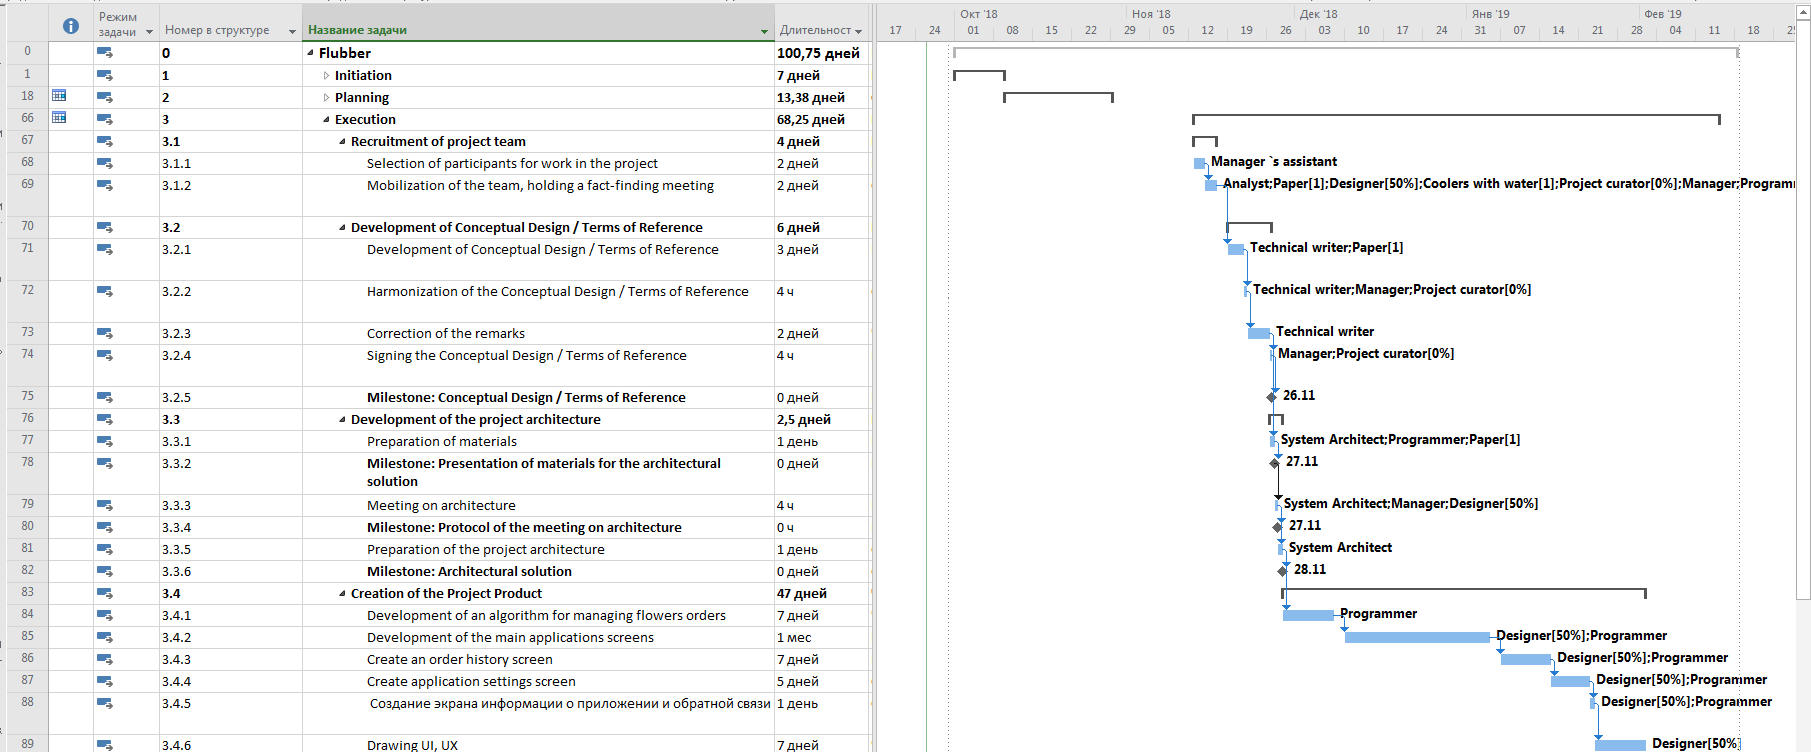 Режим задачи Номер в структуре Название задачи Длительност
Окт '18 Ноя '18 Дек '18 Янв '19 Фев '19
17 24 01 08 15 22 29 05 12 19 26 03 10 17 24 31 07 14 21 28 04 11 18
0 0 Flubber 100,75 дней
1 1 Initiation 7 дней
18 2 Planning 13,38 дней
66 3 Execution 68,25 дней
67 3.1 Recruitment of project team 4 дней
68 3.1.1 Selection of participants for work in the project 2 дней Manager `s assistant
69 3.1.2 Mobilization of the team, holding a fact-finding meeting 2 дней Analyst;Paper[1];Designer[50%];Coolers with water[1];Project curator[0%];Manager;Programm
70 3.2 Development of Conceptual Design / Terms of Reference 6 дней
71 3.2.1 Development of Conceptual Design / Terms of Reference 3 дней Technical writer;Paper[1]
72 3.2.2 Harmonization of the Conceptual Design / Terms of Reference 4 ч Technical writer;Manager;Project curator[0%]
73 3.2.3 Correction of the remarks 2 дней Technical writer
74 3.2.4 Signing the Conceptual Design / Terms of Reference 4 ч Manager;Project curator[0%]
75 3.2.5 Milestone: Conceptual Design / Terms of Reference 0 дней 26.11
76 3.3 Development of the project architecture 2,5 дней
77 3.3.1 Preparation of materials 1 день System Architect;Programmer;Paper[1]
78 3.3.2 Milestone: Presentation of materials for the architectural solution 0 дней 27.11
79 3.3.3 Meeting on architecture 4 ч System Architect;Manager;Designer[50%]
80 3.3.4 Milestone: Protocol of the meeting on architecture 0 ч 27.11
81 3.3.5 Preparation of the project architecture 1 день System Architect
82 3.3.6 Milestone: Architectural solution 0 дней 28.11
83 3.4 Creation of the Project Product 47 дней
84 3.4.1 Development of an algorithm for managing flowers orders 7 дней Programmer
85 3.4.2 Development of the main applications screens 1 мес Designer[50%];Programmer
86 3.4.3 Create an order history screen 7 дней Designer[50%];Programmer
87 3.4.4 Create application settings screen 5 дней Designer[50%];Programmer
88 3.4.5 Создание экрана информации о приложении и обратной связи 1 день Designer[50%];Programmer
89 3.4.6 Drawing UI, UX 7 дней Designer[50%]